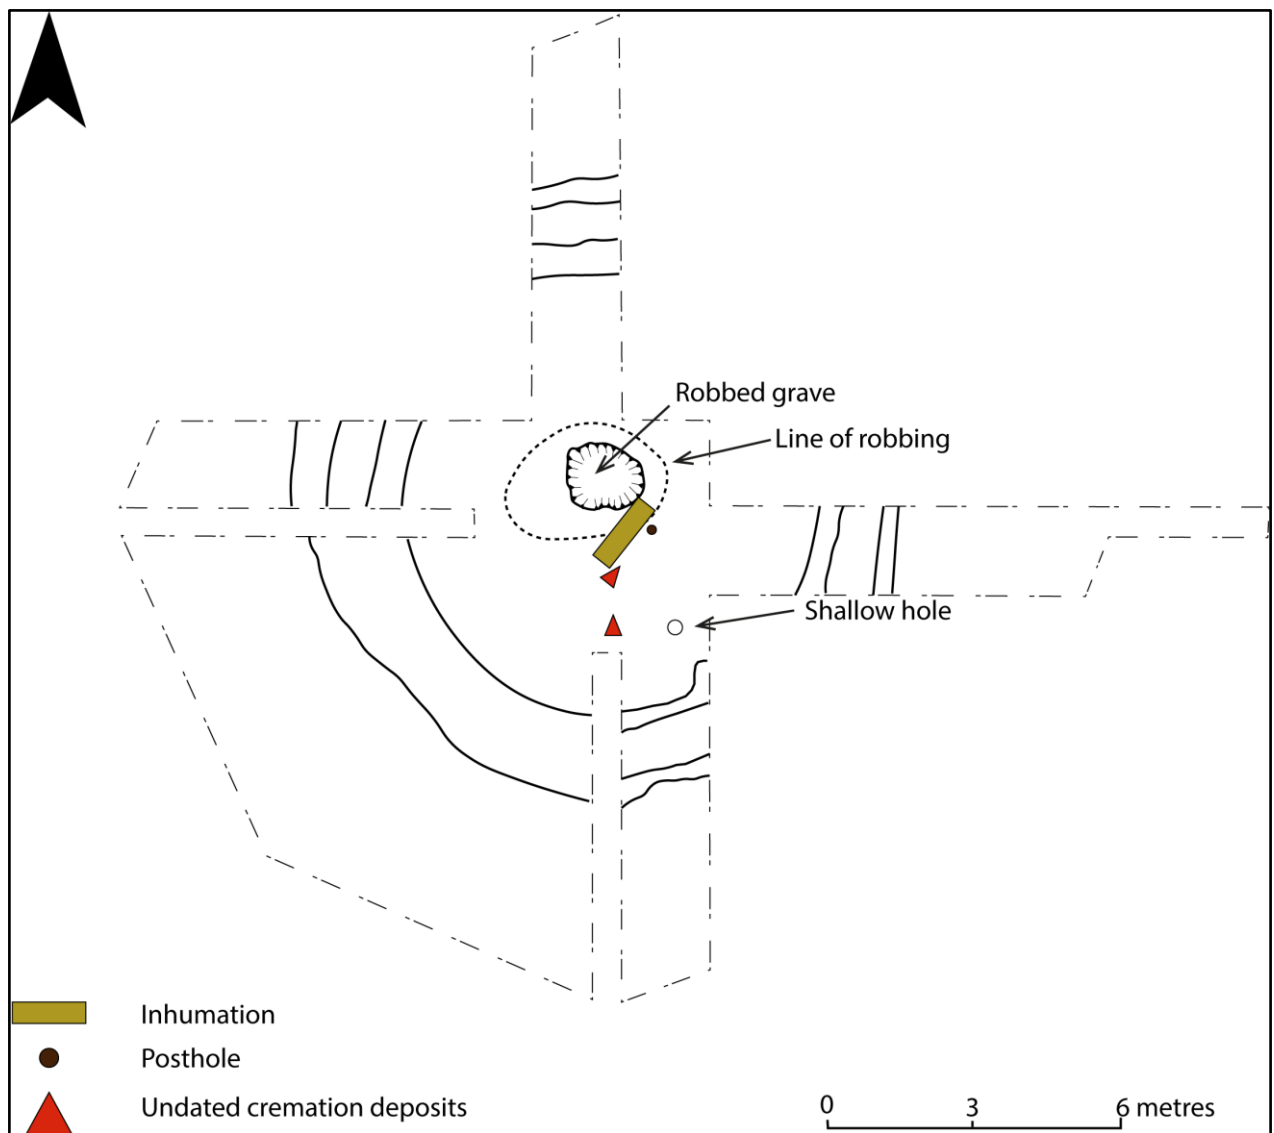 Robbed grave
Line of robbing
Shallow hole
Inhumation
Posthole
Undated cremation deposits
0 3 6 metres